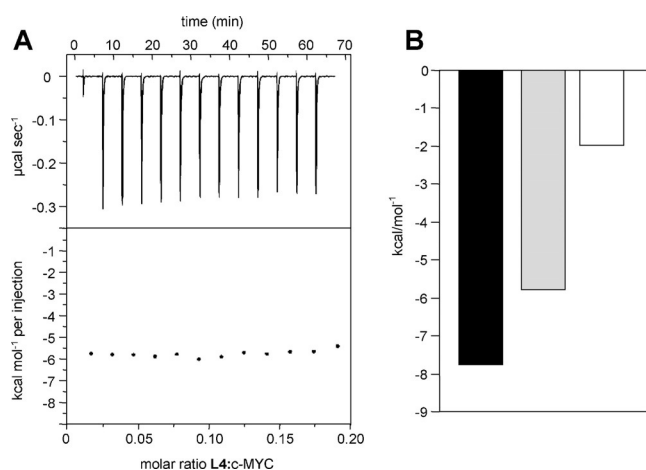 A
time (min)
0 10 20 30 40 50 60 70
0
-0.1
-0.2
-0.3
µcal sec-1
-1
-2
-3
-4
-5
-6
-7
-8
kcal mol-1 per injection
0 0.05 0.10 0.15 0.20
molar ratio L4:c-MYC
B
0
-1
-2
-3
-4
-5
-6
-7
-8
-9
kcal/mol-1